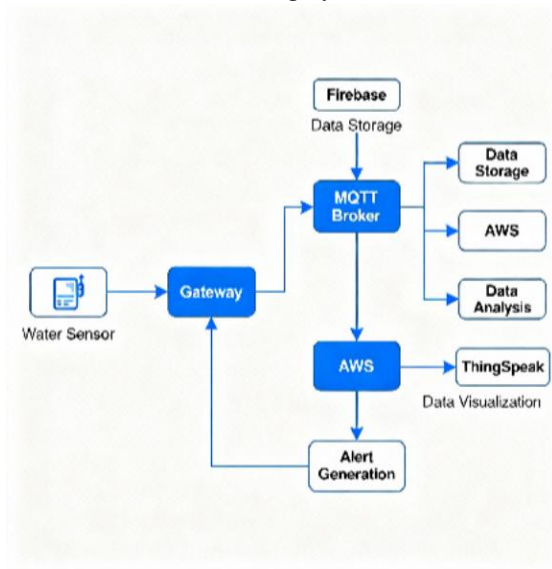 Firebase
Data Storage
MQTT
Broker
Data
Storage
AWS
Data
Analysis
Gateway
Water Sensor
AWS
ThingSpeak
Data Visualization
Alert
Generation